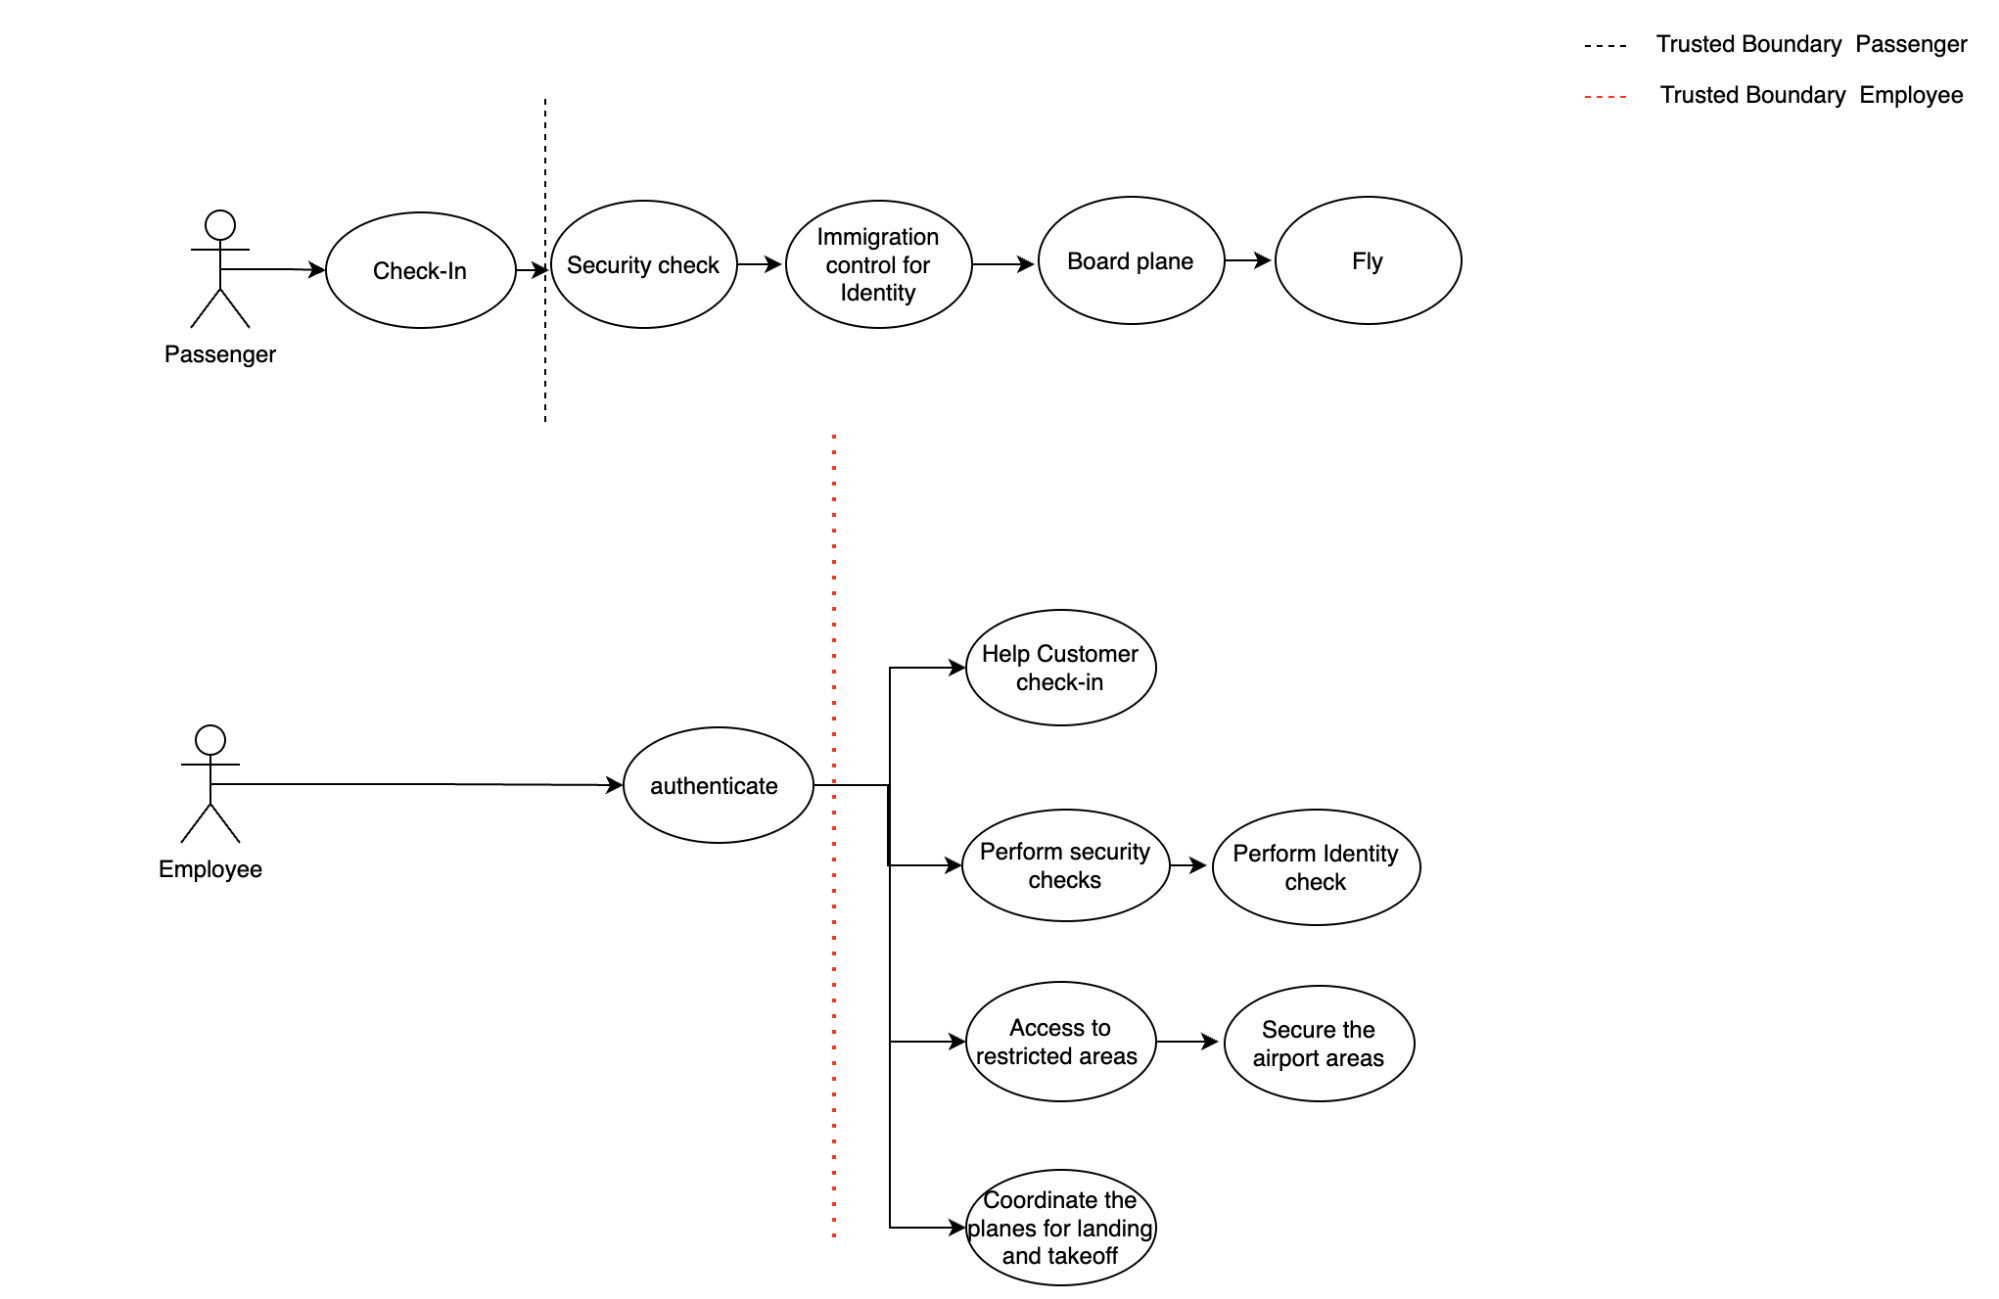 Trusted Boundary Passenger
Trusted Boundary Employee
Check-In
Security check
Immigration
control for
Identity
Board plane
Fly
Passenger
Help Customer
check-in
authenticate
Employee
Perform security
checks
Perform Identity
check
Access to
restricted areas
Secure the
airport areas
Coordinate the
planes for landing
and takeoff